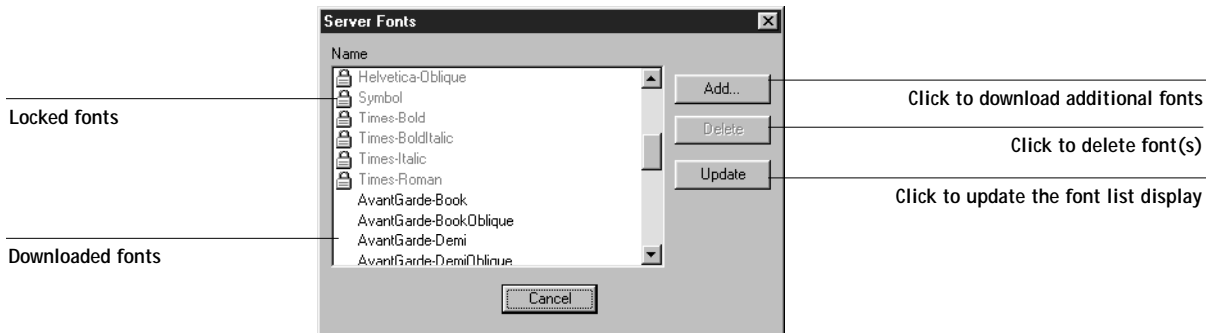 Server Fonts
Name
Helvetica-Oblique
Symbol
Times-Bold
Times-BoldItalic
Times-Italic
Times-Roman
AvantGarde-Book
AvantGarde-BookOblique
AvantGarde-Demi
AvantGarde-DemiOblique
Add...
Delete
Update
Cancel
Locked fonts
Downloaded fonts
Click to download additional fonts
Click to delete font(s)
Click to update the font list display